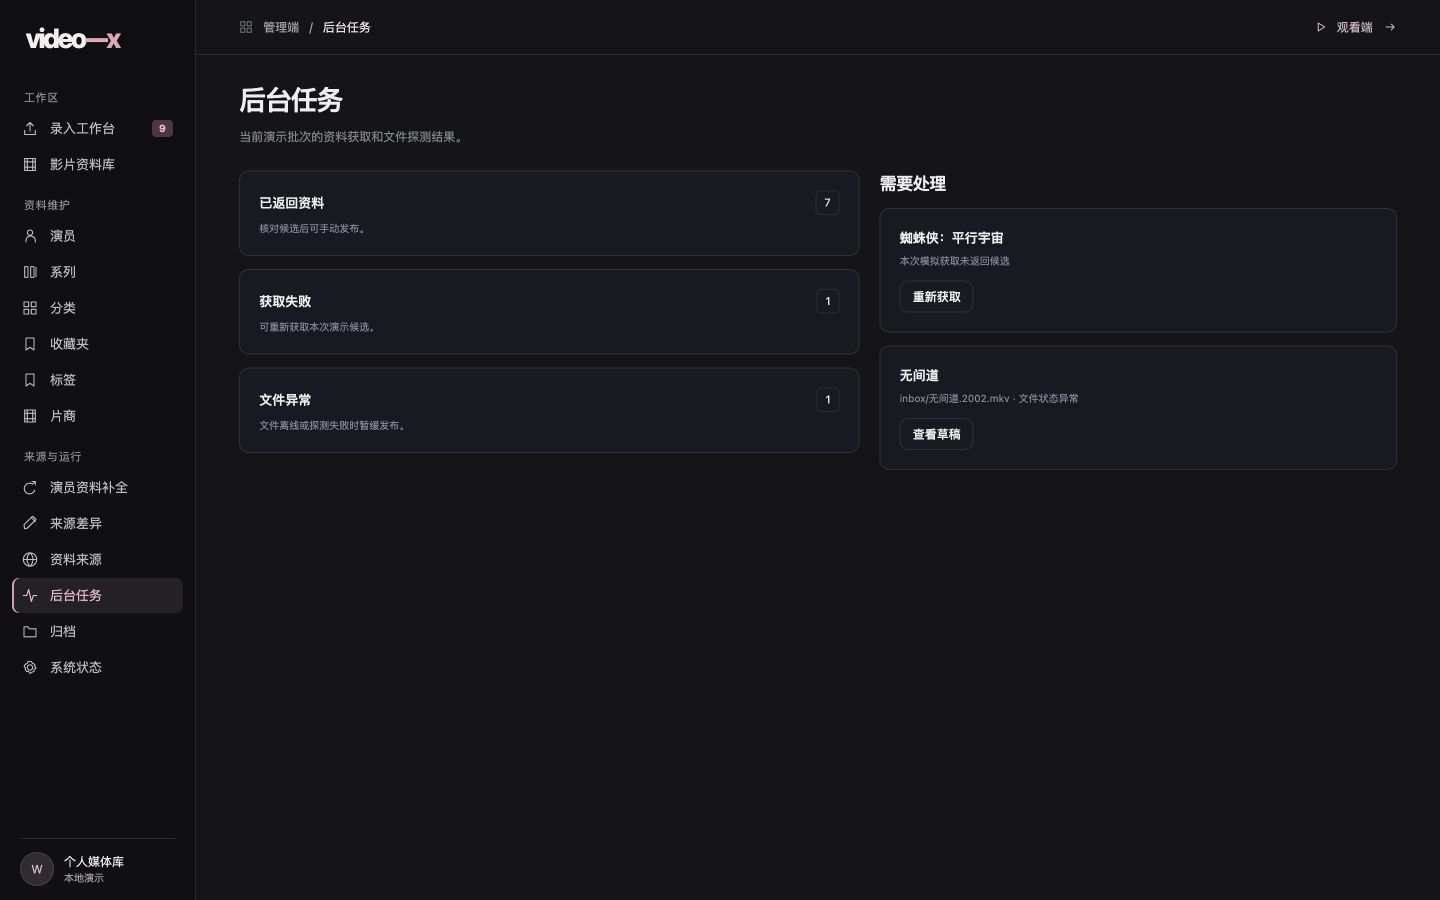 video—x
工作区
录入工作台 9
影片资料库
资料维护
演员
系列
分类
收藏夹
标签
片商
来源与运行
演员资料补全
来源差异
资料来源
后台任务
归档
系统状态
W
个人媒体库
本地演示
管理端 / 后台任务
观看端 →
后台任务
当前演示批次的资料获取和文件探测结果。
已返回资料 7
核对候选后可手动发布。
获取失败 1
可重新获取本次演示候选。
文件异常 1
文件离线或探测失败时暂缓发布。
需要处理
蜘蛛侠：平行宇宙
本次模拟获取未返回候选
重新获取
无间道
inbox/无间道.2002.mkv · 文件状态异常
查看草稿